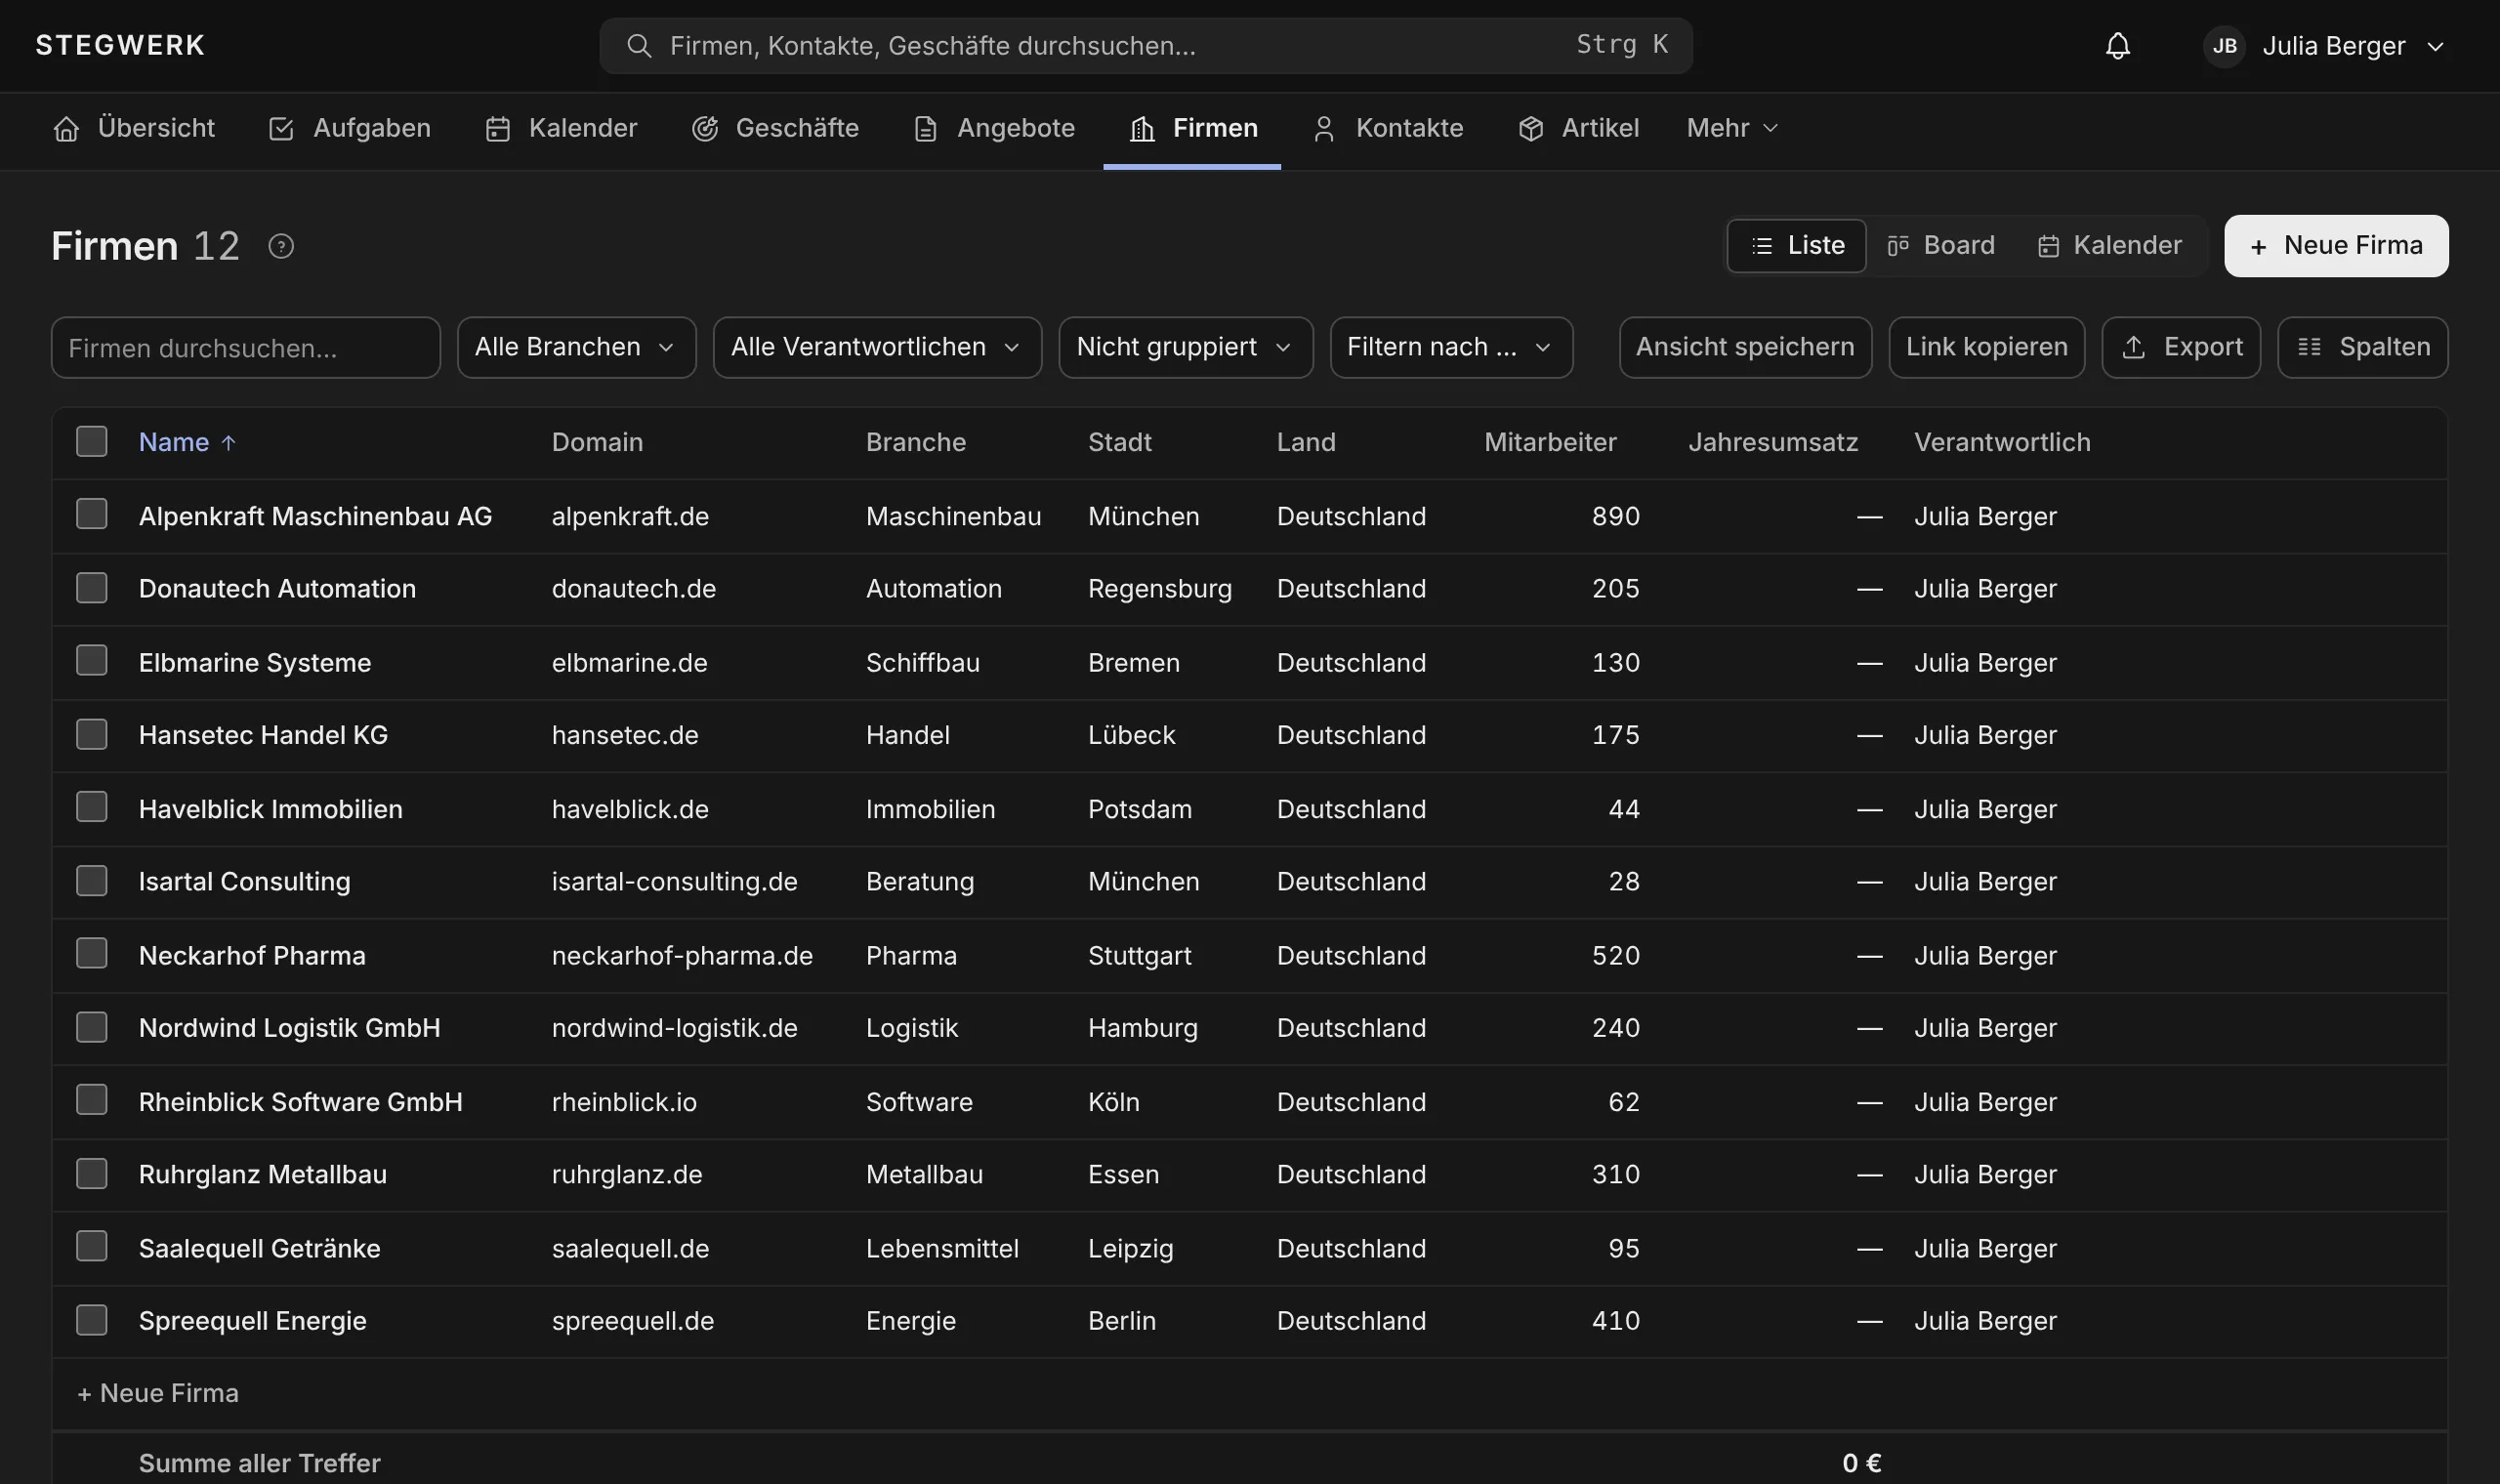 STEGWERK
Firmen, Kontakte, Geschäfte durchsuchen... Strg K
JB Julia Berger
Übersicht Aufgaben Kalender Geschäfte Angebote Firmen Kontakte Artikel Mehr
Firmen 12 ?
Liste Board Kalender + Neue Firma
Firmen durchsuchen... Alle Branchen Alle Verantwortlichen Nicht gruppiert Filtern nach ... Ansicht speichern Link kopieren Export Spalten
Name ↑ Domain Branche Stadt Land Mitarbeiter Jahresumsatz Verantwortlich
Alpenkraft Maschinenbau AG alpenkraft.de Maschinenbau München Deutschland 890 — Julia Berger
Donautech Automation donautech.de Automation Regensburg Deutschland 205 — Julia Berger
Elbmarine Systeme elbmarine.de Schiffbau Bremen Deutschland 130 — Julia Berger
Hansetec Handel KG hansetec.de Handel Lübeck Deutschland 175 — Julia Berger
Havelblick Immobilien havelblick.de Immobilien Potsdam Deutschland 44 — Julia Berger
Isartal Consulting isartal-consulting.de Beratung München Deutschland 28 — Julia Berger
Neckarhof Pharma neckarhof-pharma.de Pharma Stuttgart Deutschland 520 — Julia Berger
Nordwind Logistik GmbH nordwind-logistik.de Logistik Hamburg Deutschland 240 — Julia Berger
Rheinblick Software GmbH rheinblick.io Software Köln Deutschland 62 — Julia Berger
Ruhrglanz Metallbau ruhrglanz.de Metallbau Essen Deutschland 310 — Julia Berger
Saalequell Getränke saalequell.de Lebensmittel Leipzig Deutschland 95 — Julia Berger
Spreequell Energie spreequell.de Energie Berlin Deutschland 410 — Julia Berger
+ Neue Firma
Summe aller Treffer 0 €